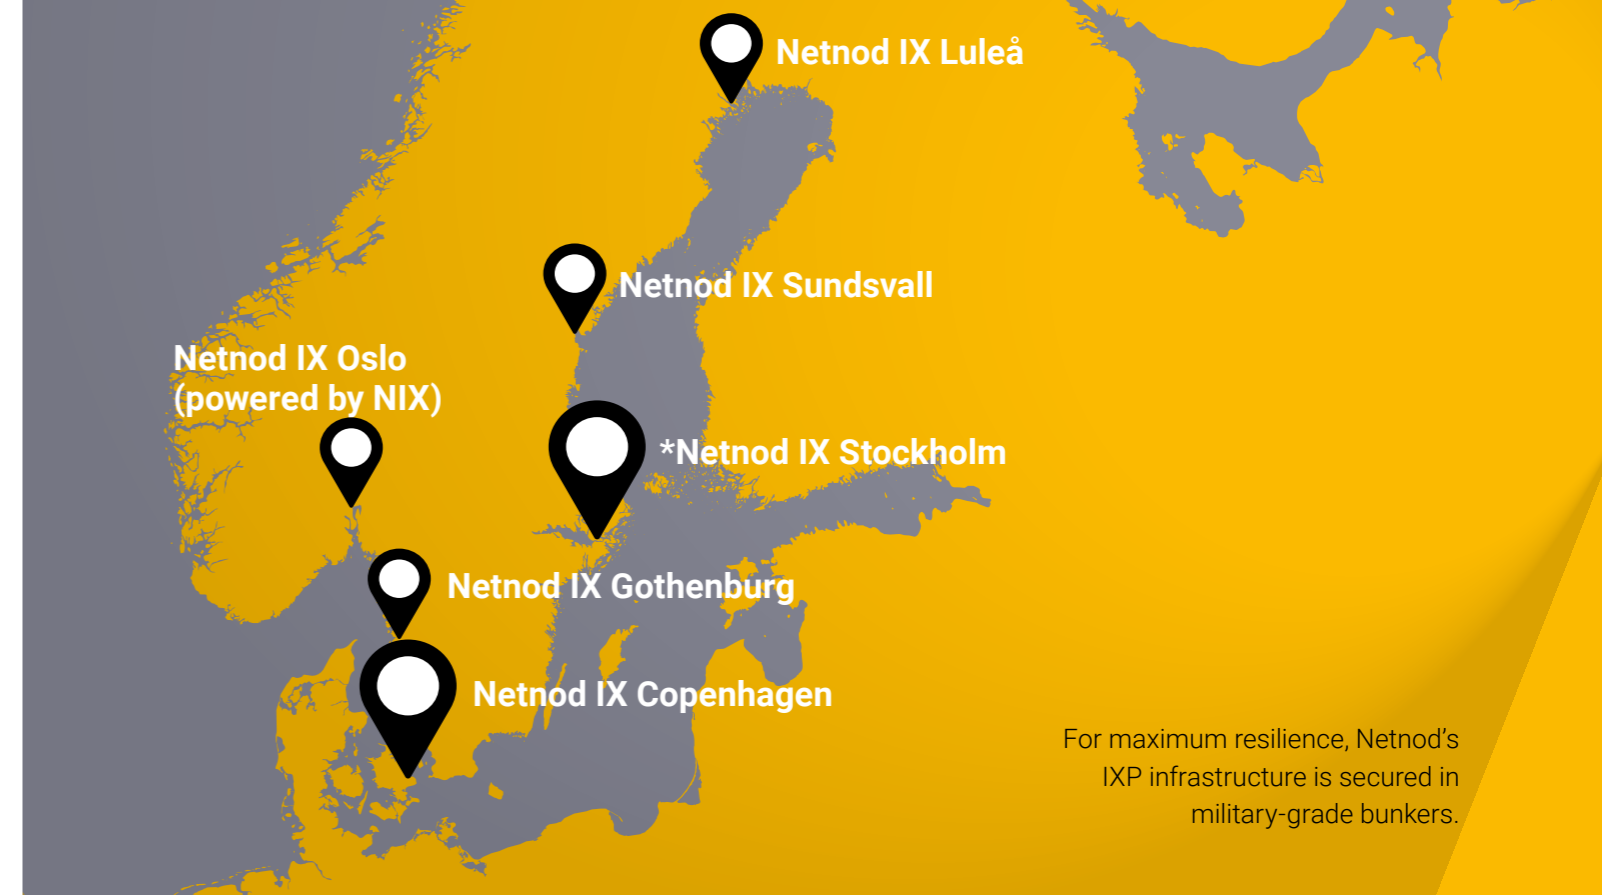 Netnod IX Luleå
Netnod IX Sundsvall
Netnod IX Oslo
(powered by NIX)
*Netnod IX Stockholm
Netnod IX Gothenburg
Netnod IX Copenhagen
For maximum resilience, Netnod’s
IXP infrastructure is secured in
military-grade bunkers.